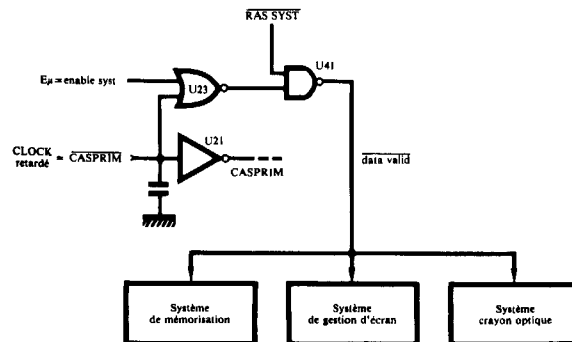 RAS SYST
U41
Eµ = enable syst
U23
CLOCK
retardé = CASPRIM
U21
CASPRIM
data valid
Système
de mémorisation
Système
de gestion d'écran
Système
crayon optique